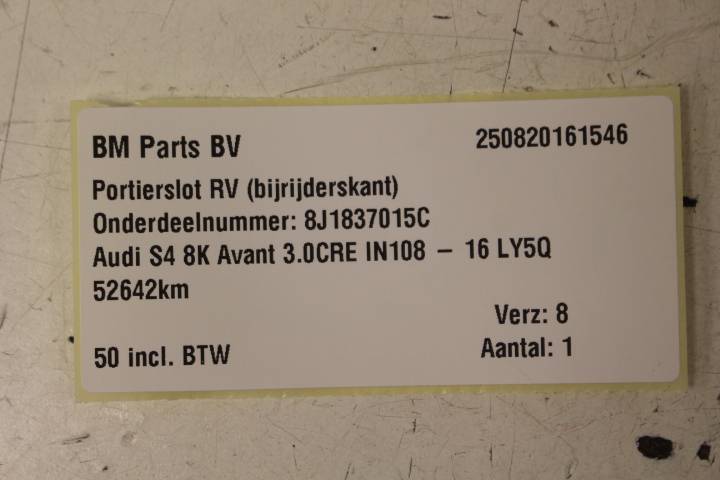 BM Parts BV 250820161546
Portierslot RV (bijrijderskant)
Onderdeelnummer: 8J1837015C
Audi S4 8K Avant 3.0CRE IN108 – 16 LY5Q
52642km
Verz: 8
50 incl. BTW Aantal: 1